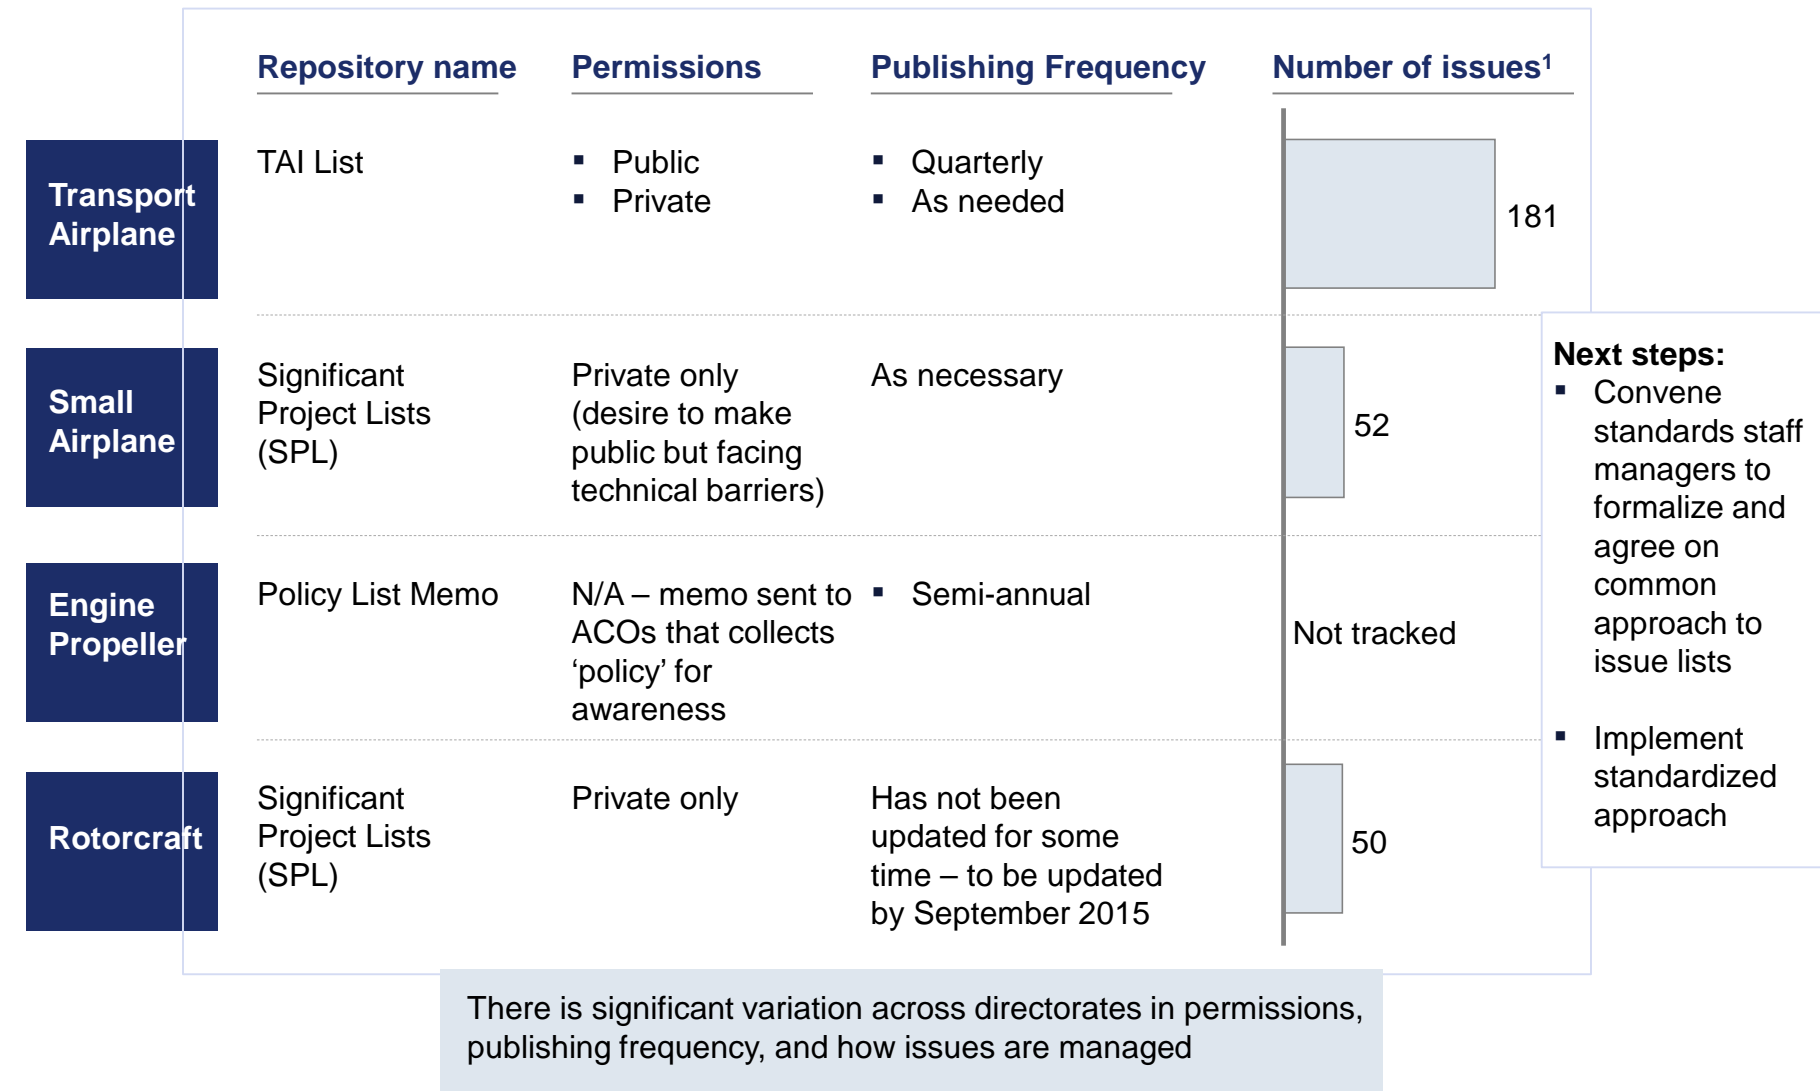 Repository name
Permissions
Publishing Frequency
Number of issues¹
Transport
Airplane
TAI List
▪ Public
▪ Private
▪ Quarterly
▪ As needed
181
Small
Airplane
Significant
Project Lists
(SPL)
Private only
(desire to make
public but facing
technical barriers)
As necessary
52
Engine
Propeller
Policy List Memo
N/A – memo sent to
ACOs that collects
‘policy’ for
awareness
▪ Semi-annual
Not tracked
Rotorcraft
Significant
Project Lists
(SPL)
Private only
Has not been
updated for some
time – to be updated
by September 2015
50
Next steps:
▪ Convene
standards staff
managers to
formalize and
agree on
common
approach to
issue lists
▪ Implement
standardized
approach
There is significant variation across directorates in permissions,
publishing frequency, and how issues are managed